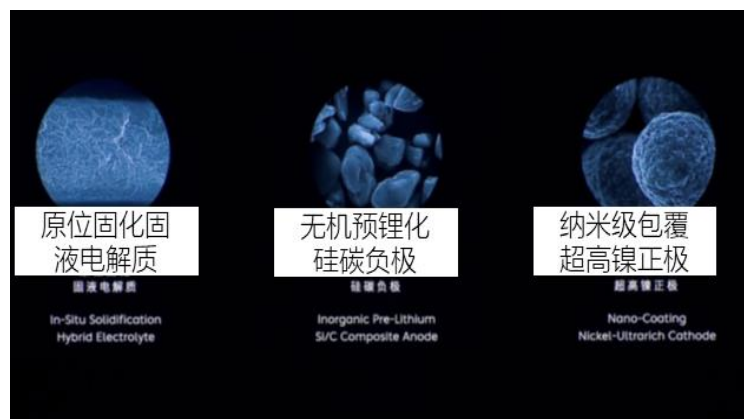 原位固化固
液电解质
固液电解质
In-Situ Solidification
Hybrid Electrolyte
无机预锂化
硅碳负极
硅碳负极
Inorganic Pre-Lithium
Si/C Composite Anode
纳米级包覆
超高镍正极
超高镍正极
Nano-Coating
Nickel-Ultrarich Cathode